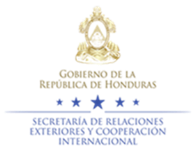 GOBIERNO DE LA
REPÚBLICA DE HONDURAS
SECRETARÍA DE RELACIONES
EXTERIORES Y COOPERACIÓN
INTERNACIONAL